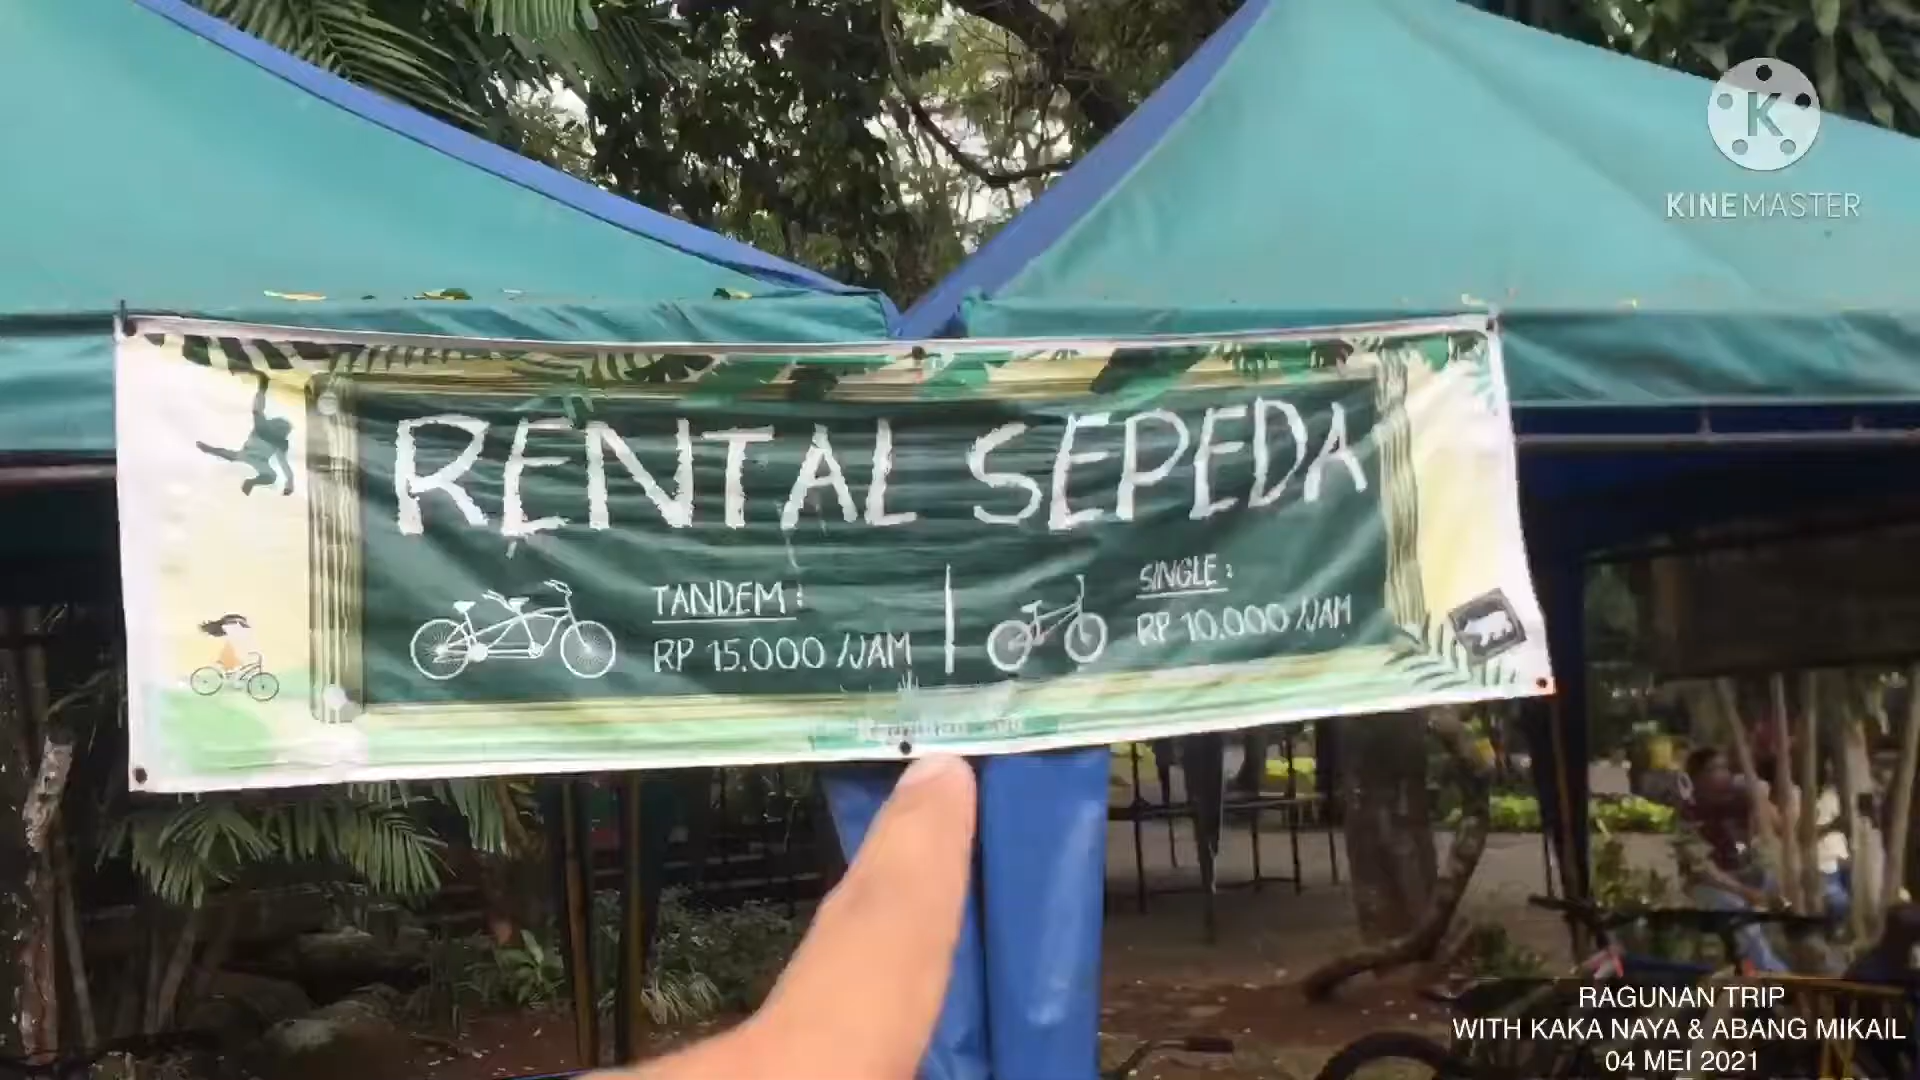 K
KINEMASTER
RENTAL SEPEDA
TANDEM :
RP 15.000 /JAM
SINGLE :
RP 10.000 /JAM
RAGUNAN TRIP
WITH KAKA NAYA & ABANG MIKAIL
04 MEI 2021